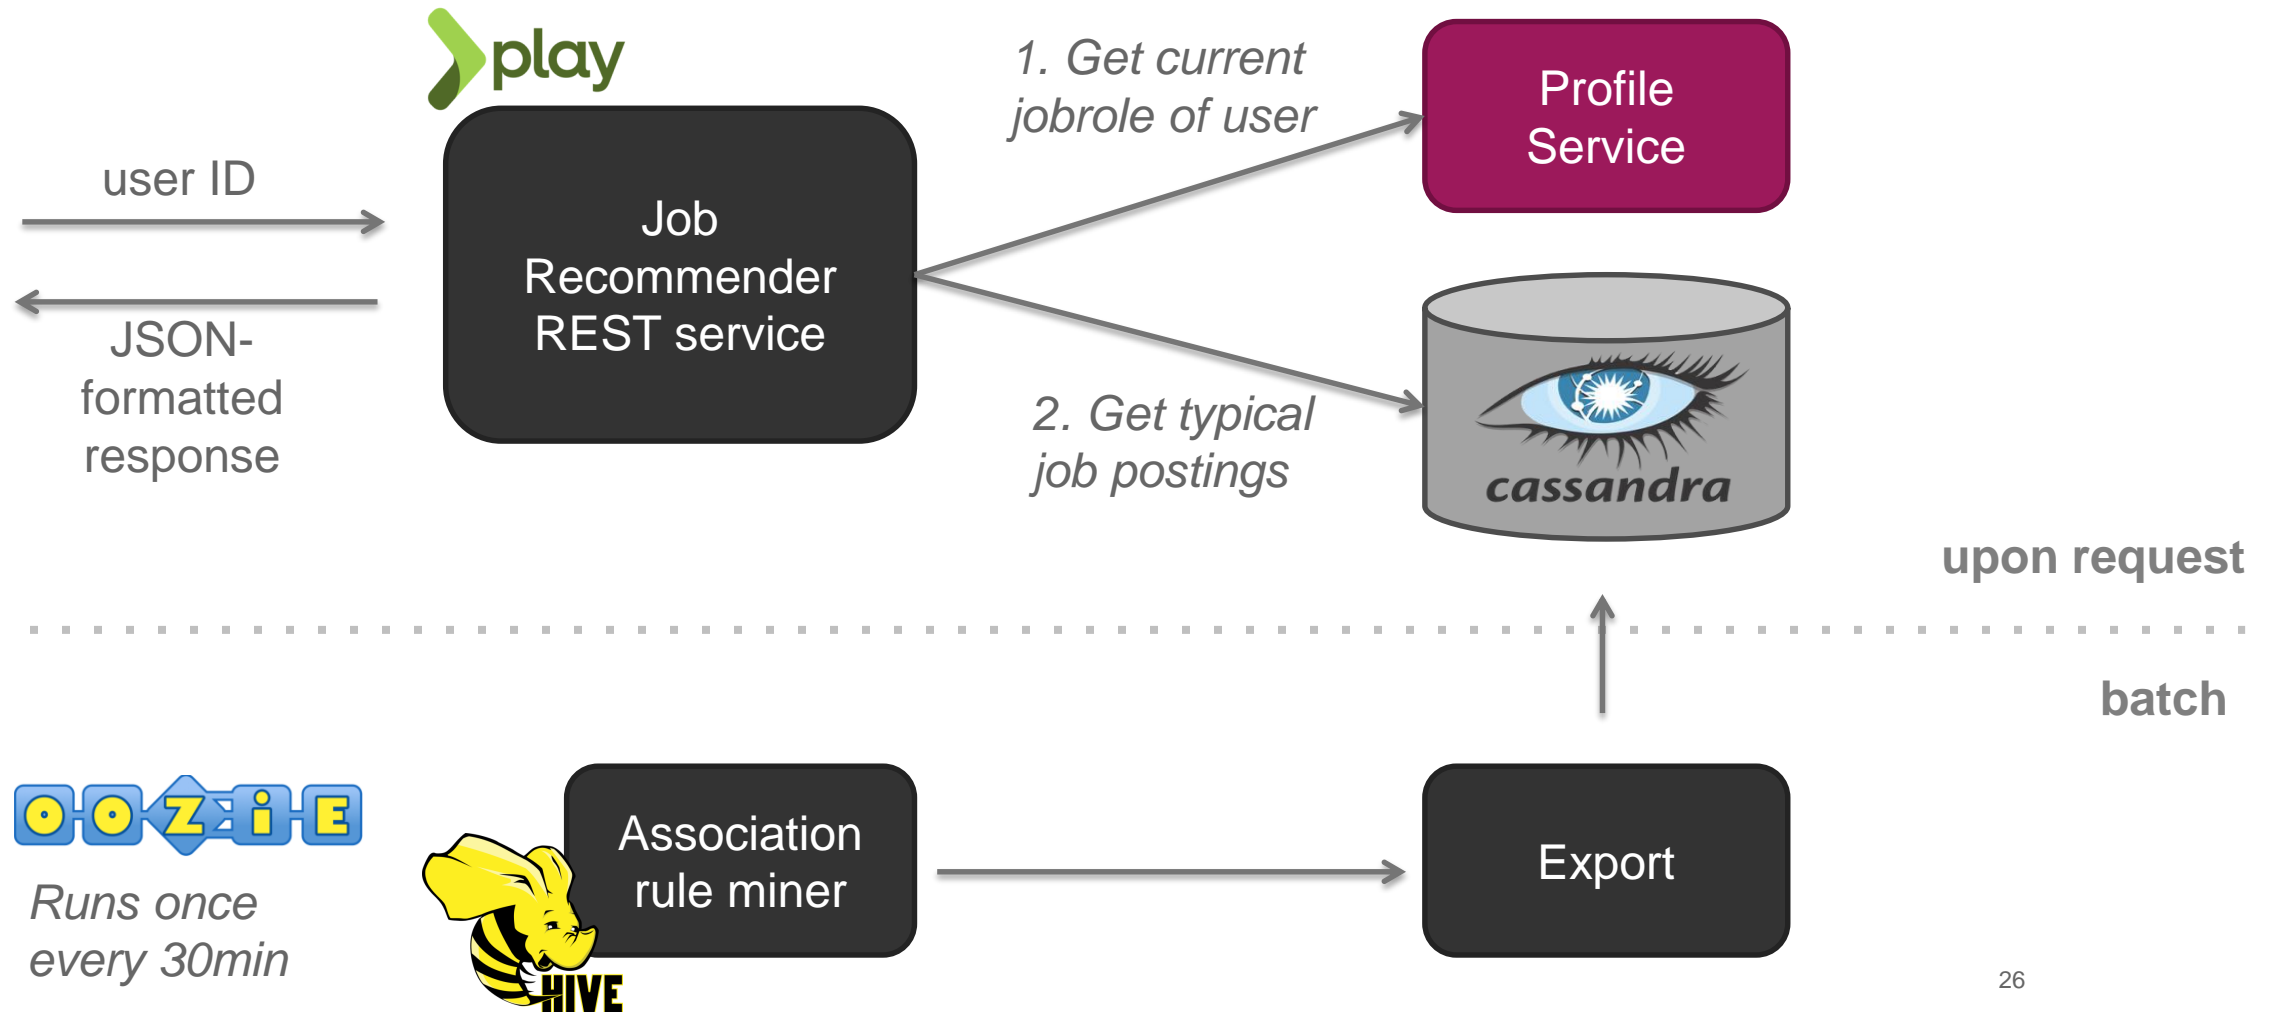 play
1. Get current
jobrole of user
Profile
Service
user ID
Job
Recommender
REST service
JSON-
formatted
response
2. Get typical
job postings
cassandra
upon request
batch
OOZiE
Runs once
every 30min
HIVE
Association
rule miner
Export
26